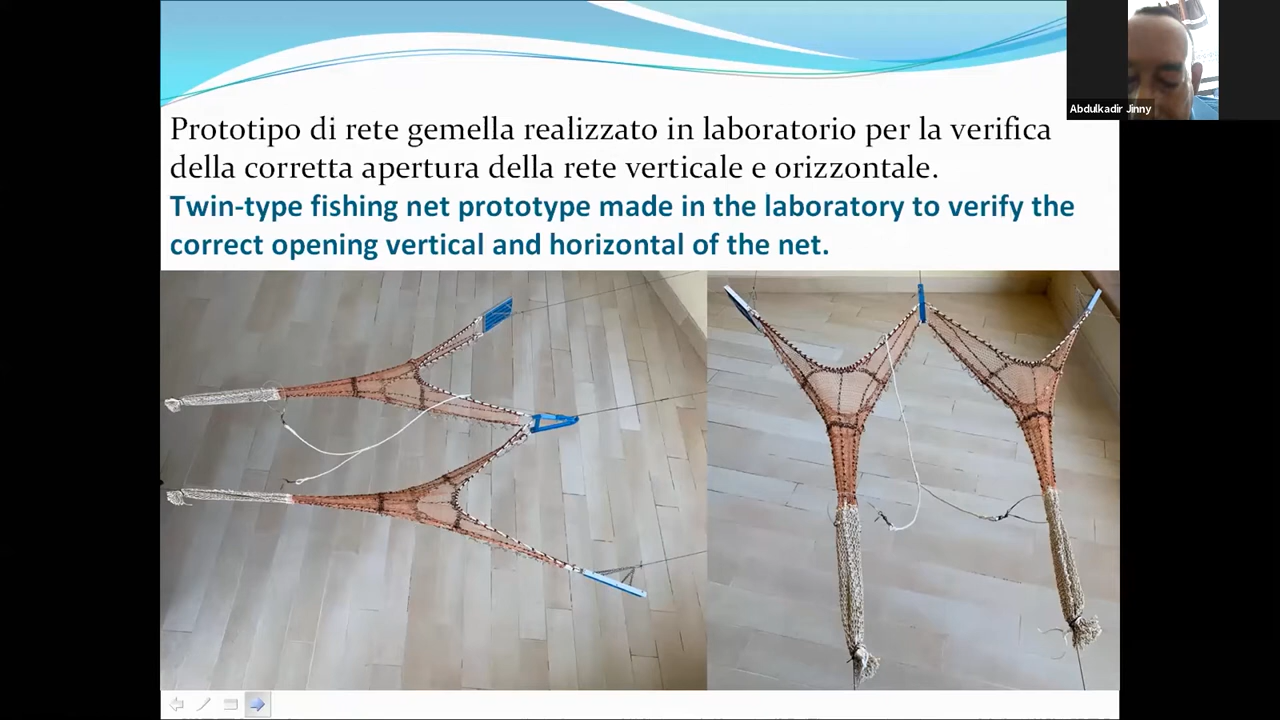 Abdulkadir Jinny
Prototipo di rete gemella realizzato in laboratorio per la verifica
della corretta apertura della rete verticale e orizzontale.
Twin-type fishing net prototype made in the laboratory to verify the
correct opening vertical and horizontal of the net.